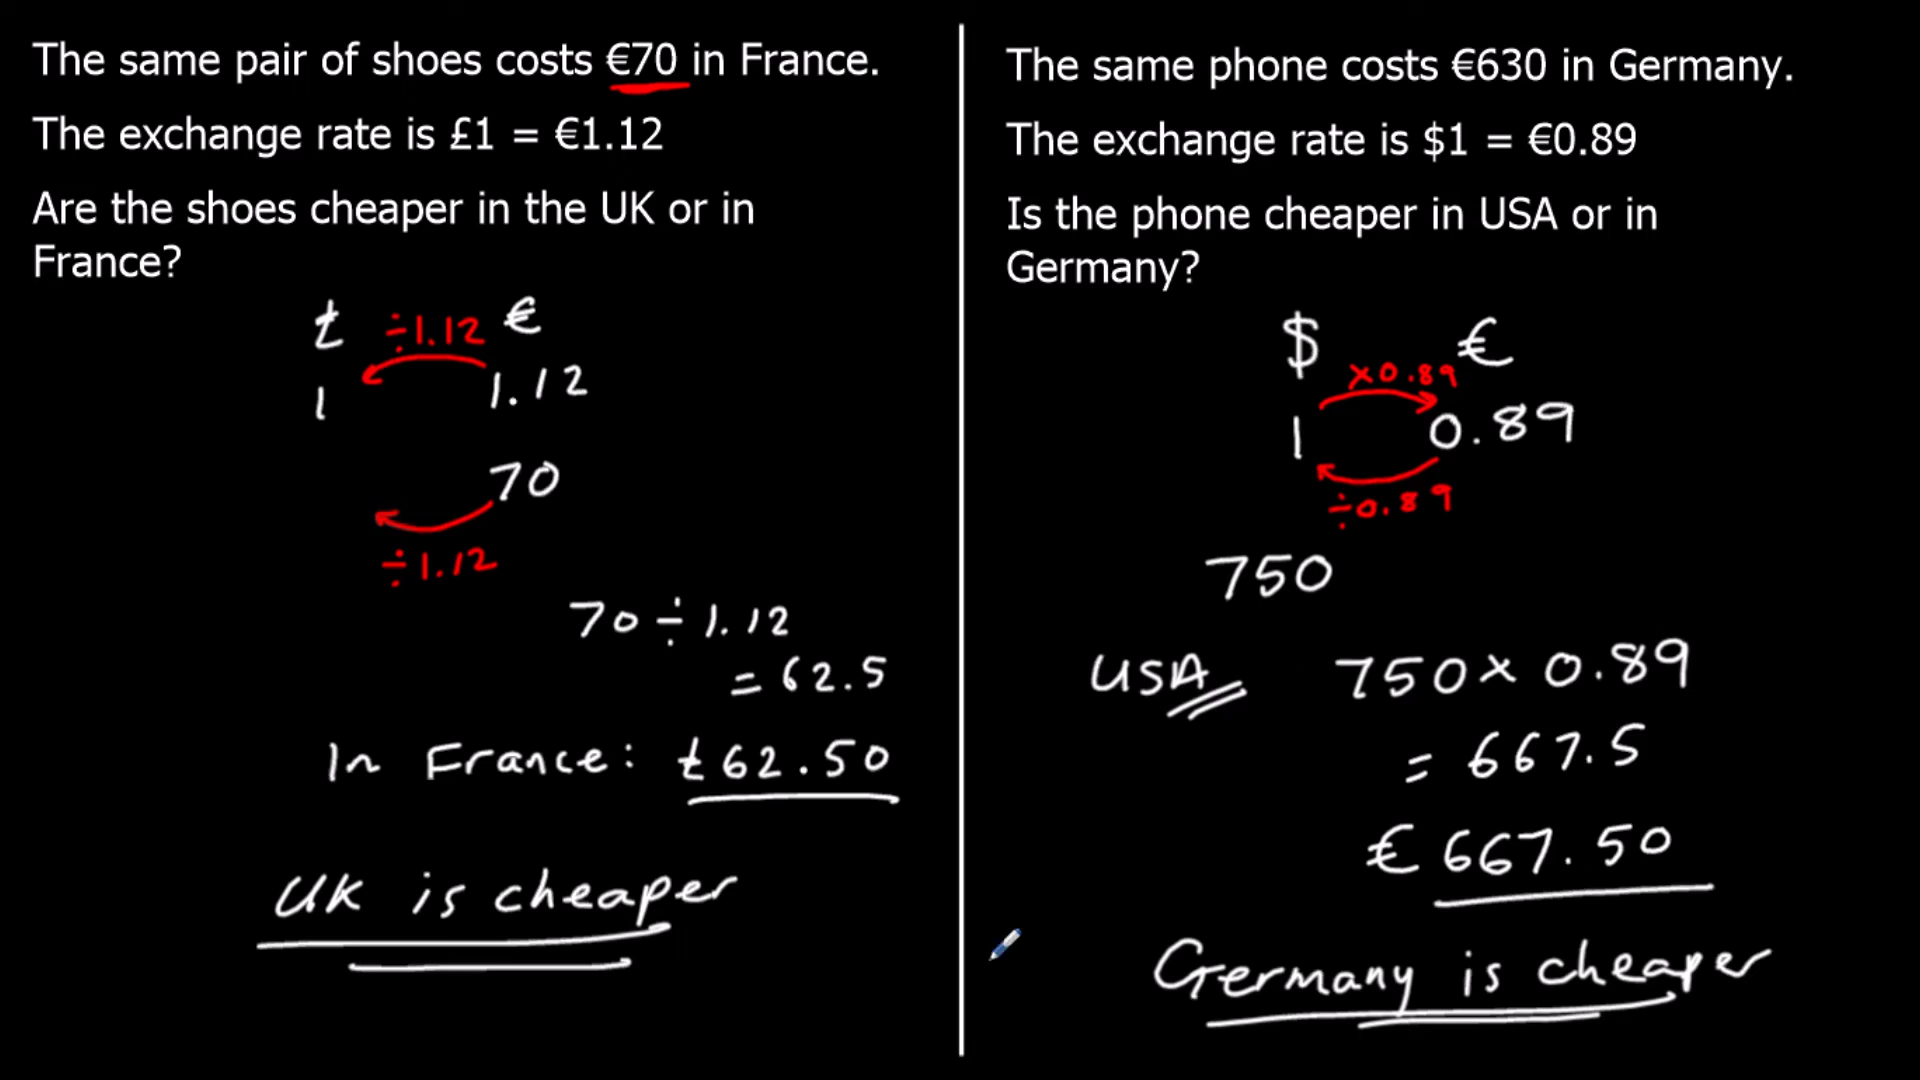 The same pair of shoes costs €70 in France.
The exchange rate is £1 = €1.12
Are the shoes cheaper in the UK or in
France?
£ ÷1.12 €
1 1.12
70
÷1.12
70 ÷ 1.12
= 62.5
In France: £62.50
UK is cheaper
The same phone costs €630 in Germany.
The exchange rate is $1 = €0.89
Is the phone cheaper in USA or in
Germany?
$ €
×0.89
1 0.89
÷0.89
750
USA 750 × 0.89
= 667.5
€667.50
Germany is cheaper